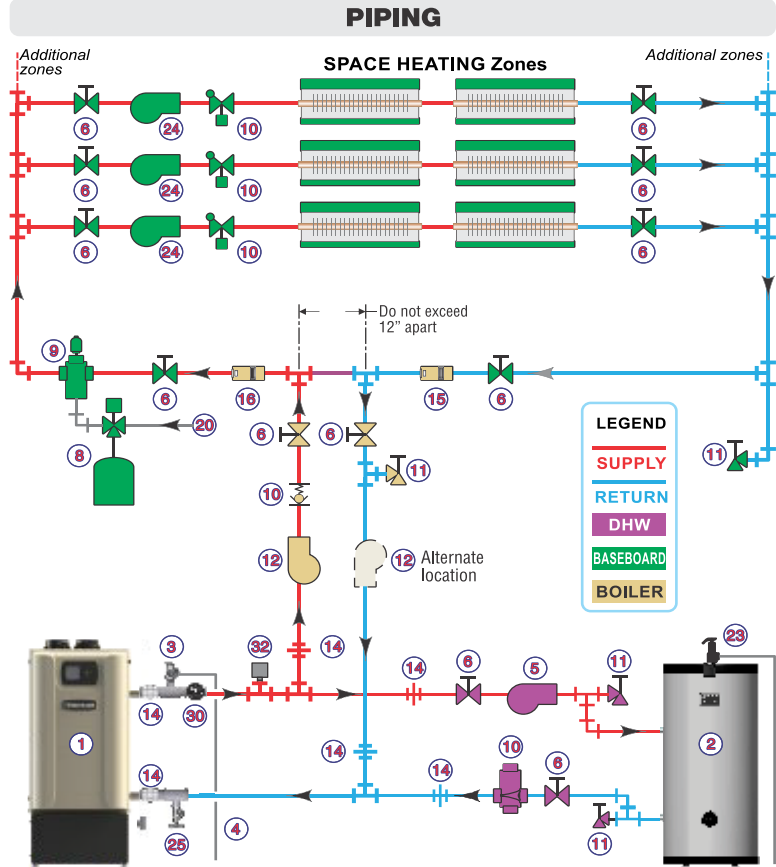 PIPING
Additional
zones
SPACE HEATING Zones
Additional zones
6 24 10 6
6 24 10 6
6 24 10 6
Do not exceed
12” apart
9
6 16 15 6
20
8
6 6
11
11
10
12
12 Alternate
location
LEGEND
SUPPLY
RETURN
DHW
BASEBOARD
BOILER
3 32 14 14 6 5 11 23
14 30
1
2
14 14 14 10 6
25 4 11